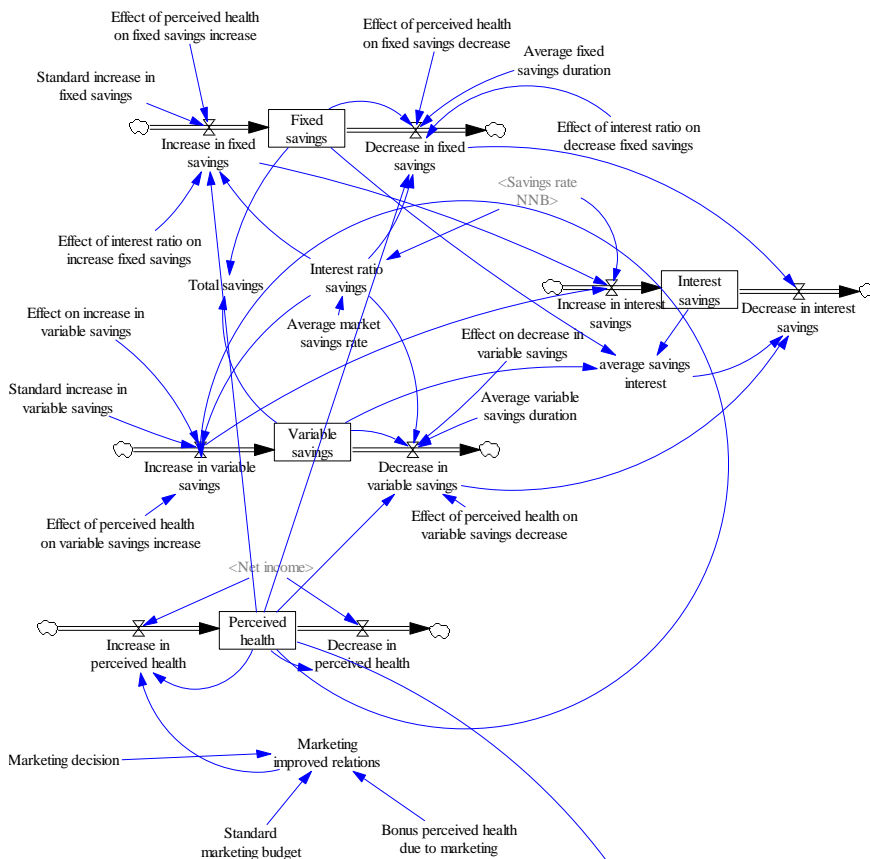 Effect of perceived health
on fixed savings increase
Effect of perceived health
on fixed savings decrease
Average fixed
savings duration
Standard increase in
fixed savings
Fixed
savings
Increase in fixed
savings
Decrease in fixed
savings
Effect of interest ratio on
decrease fixed savings
<Savings rate
NNB>
Effect of interest ratio on
increase fixed savings
Total savings
Interest ratio
savings
Interest
savings
Increase in interest
savings
Decrease in interest
savings
Effect on increase in
variable savings
Average market
savings rate
Effect on decrease in
variable savings
average savings
interest
Standard increase in
variable savings
Average variable
savings duration
Variable
savings
Increase in variable
savings
Decrease in
variable savings
Effect of perceived health
on variable savings increase
Effect of perceived health on
variable savings decrease
<Net income>
Perceived
health
Increase in
perceived health
Decrease in
perceived health
Marketing decision
Marketing
improved relations
Standard
marketing budget
Bonus perceived health
due to marketing